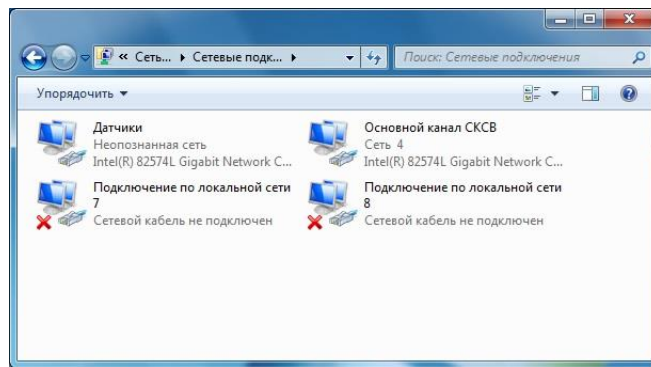 « Сеть... ▸ Сетевые подк... ▸
Поиск: Сетевые подключения
Упорядочить ▾
Датчики
Неопознанная сеть
Intel(R) 82574L Gigabit Network C...
Основной канал СКСВ
Сеть 4
Intel(R) 82574L Gigabit Network C...
Подключение по локальной сети
7
Сетевой кабель не подключен
Подключение по локальной сети
8
Сетевой кабель не подключен